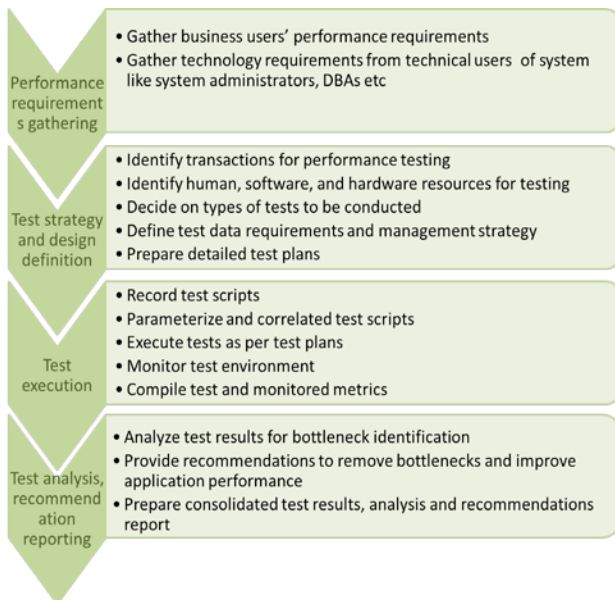 Performance
requirement
s gathering
• Gather business users' performance requirements
• Gather technology requirements from technical users of system
like system administrators, DBAs etc
Test strategy
and design
definition
• Identify transactions for performance testing
• Identify human, software, and hardware resources for testing
• Decide on types of tests to be conducted
• Define test data requirements and management strategy
• Prepare detailed test plans
Test
execution
• Record test scripts
• Parameterize and correlated test scripts
• Execute tests as per test plans
• Monitor test environment
• Compile test and monitored metrics
Test analysis,
recommend
ation
reporting
• Analyze test results for bottleneck identification
• Provide recommendations to remove bottlenecks and improve
application performance
• Prepare consolidated test results, analysis and recommendations
report